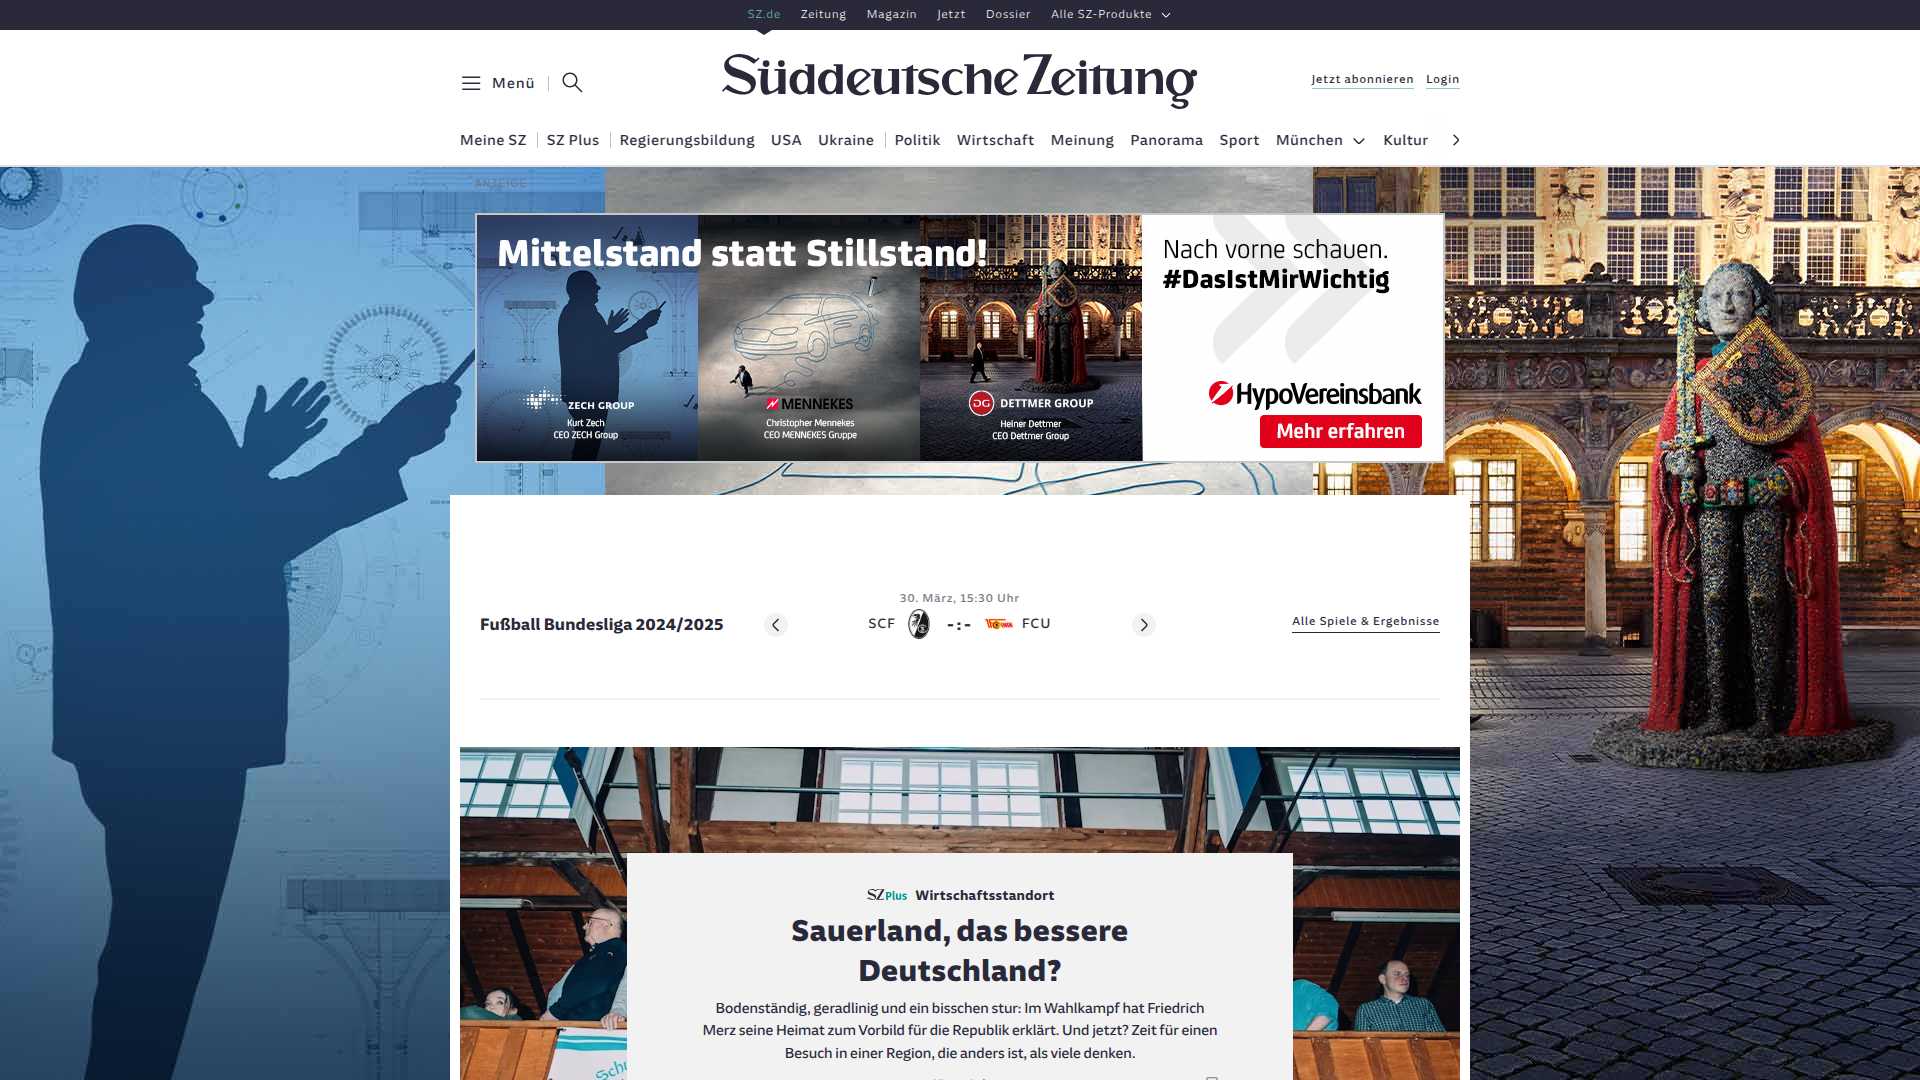 SZ.de Zeitung Magazin Jetzt Dossier Alle SZ-Produkte
Menü
Süddeutsche Zeitung
Jetzt abonnieren Login
Meine SZ SZ Plus Regierungsbildung USA Ukraine Politik Wirtschaft Meinung Panorama Sport München Kultur
ANZEIGE
Mittelstand statt Stillstand!
ZECH GROUP
Kurt Zech
CEO ZECH Group
MENNEKES
Christopher Mennekes
CEO MENNEKES Gruppe
DG DETTMER GROUP
Heiner Dettmer
CEO Dettmer Group
Nach vorne schauen.
#DasIstMirWichtig
HypoVereinsbank
Mehr erfahren
30. März, 15:30 Uhr
Fußball Bundesliga 2024/2025
SCF -:- FCU
Alle Spiele & Ergebnisse
SZ Plus Wirtschaftsstandort
Sauerland, das bessere
Deutschland?
Bodenständig, geradlinig und ein bisschen stur: Im Wahlkampf hat Friedrich
Merz seine Heimat zum Vorbild für die Republik erklärt. Und jetzt? Zeit für einen
Besuch in einer Region, die anders ist, als viele denken.